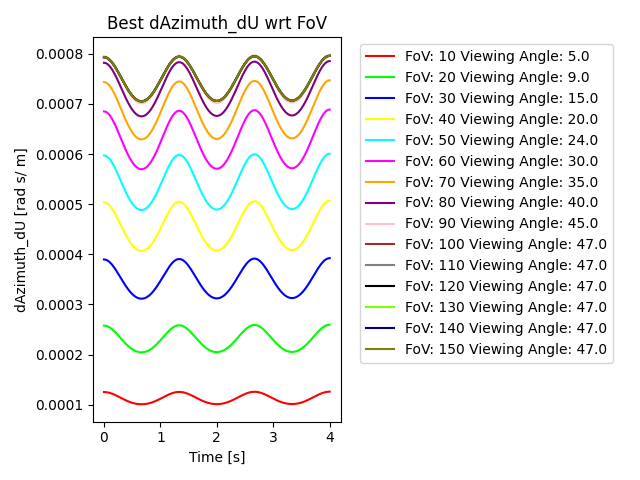 Best dAzimuth_dU wrt FoV
dAzimuth_dU [rad s/ m]
0.0008
0.0007
0.0006
0.0005
0.0004
0.0003
0.0002
0.0001
0 1 2 3 4
Time [s]
FoV: 10 Viewing Angle: 5.0
FoV: 20 Viewing Angle: 9.0
FoV: 30 Viewing Angle: 15.0
FoV: 40 Viewing Angle: 20.0
FoV: 50 Viewing Angle: 24.0
FoV: 60 Viewing Angle: 30.0
FoV: 70 Viewing Angle: 35.0
FoV: 80 Viewing Angle: 40.0
FoV: 90 Viewing Angle: 45.0
FoV: 100 Viewing Angle: 47.0
FoV: 110 Viewing Angle: 47.0
FoV: 120 Viewing Angle: 47.0
FoV: 130 Viewing Angle: 47.0
FoV: 140 Viewing Angle: 47.0
FoV: 150 Viewing Angle: 47.0